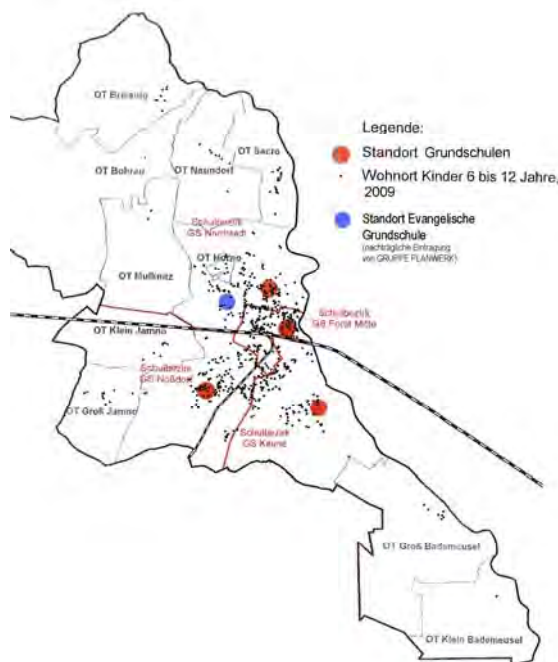 OT Briesnig
OT Bohrau
OT Naundorf
OT Sacro
Legende:
Standort Grundschulen
Wohnort Kinder 6 bis 12 Jahre,
2009
Standort Evangelische
Grundschule
(nachträgliche Eintragung
von GRUPPE PLANWERK)
Schulbezirk
GS Nordstadt
OT Horno
OT Mulknitz
Schulbezirk
GS Forst Mitte
OT Klein Jamno
Schulbezirk
GS Noßdorf
OT Groß Jamno
Schulbezirk
GS Keune
OT Groß Bademeusel
OT Klein Bademeusel